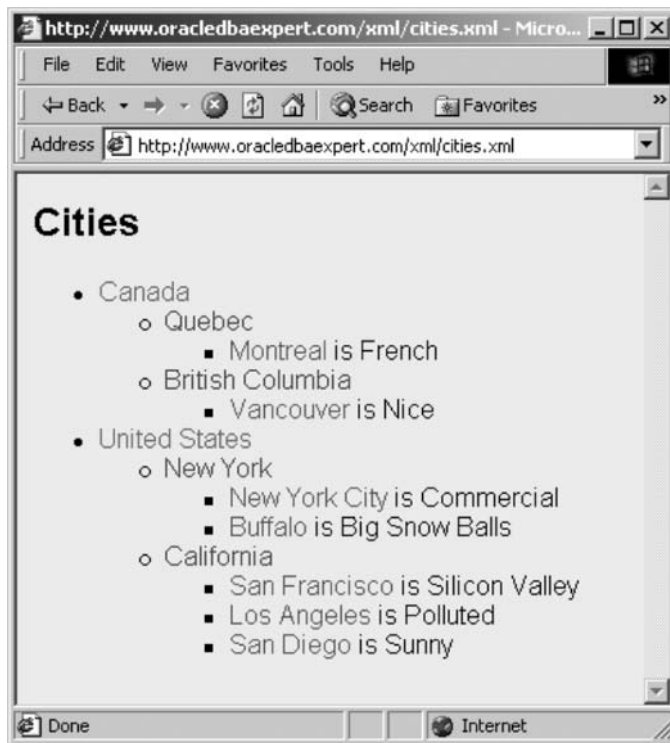 http://www.oracledbaexpert.com/xml/cities.xml - Micro...
File Edit View Favorites Tools Help
Back Search Favorites »
Address http://www.oracledbaexpert.com/xml/cities.xml
Cities
Canada
Quebec
Montreal is French
British Columbia
Vancouver is Nice
United States
New York
New York City is Commercial
Buffalo is Big Snow Balls
California
San Francisco is Silicon Valley
Los Angeles is Polluted
San Diego is Sunny
Done Internet